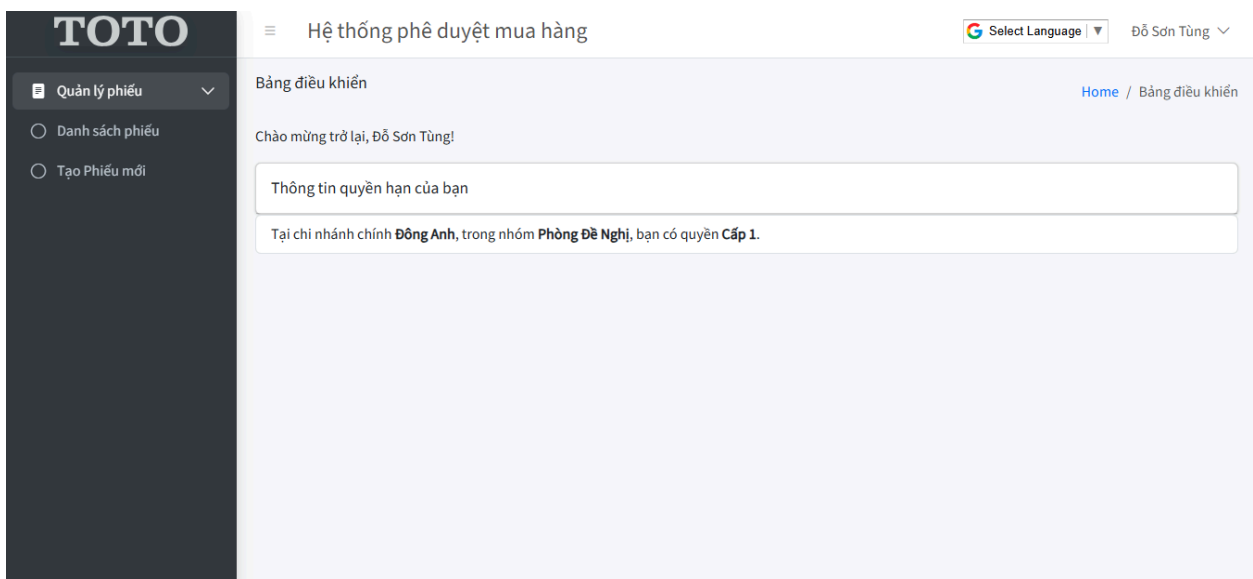 TOTO
Hệ thống phê duyệt mua hàng
Select Language ▼
Đỗ Sơn Tùng
Quản lý phiếu
Danh sách phiếu
Tạo Phiếu mới
Bảng điều khiển
Home / Bảng điều khiển
Chào mừng trở lại, Đỗ Sơn Tùng!
Thông tin quyền hạn của bạn
Tại chi nhánh chính Đông Anh, trong nhóm Phòng Đề Nghị, bạn có quyền Cấp 1.